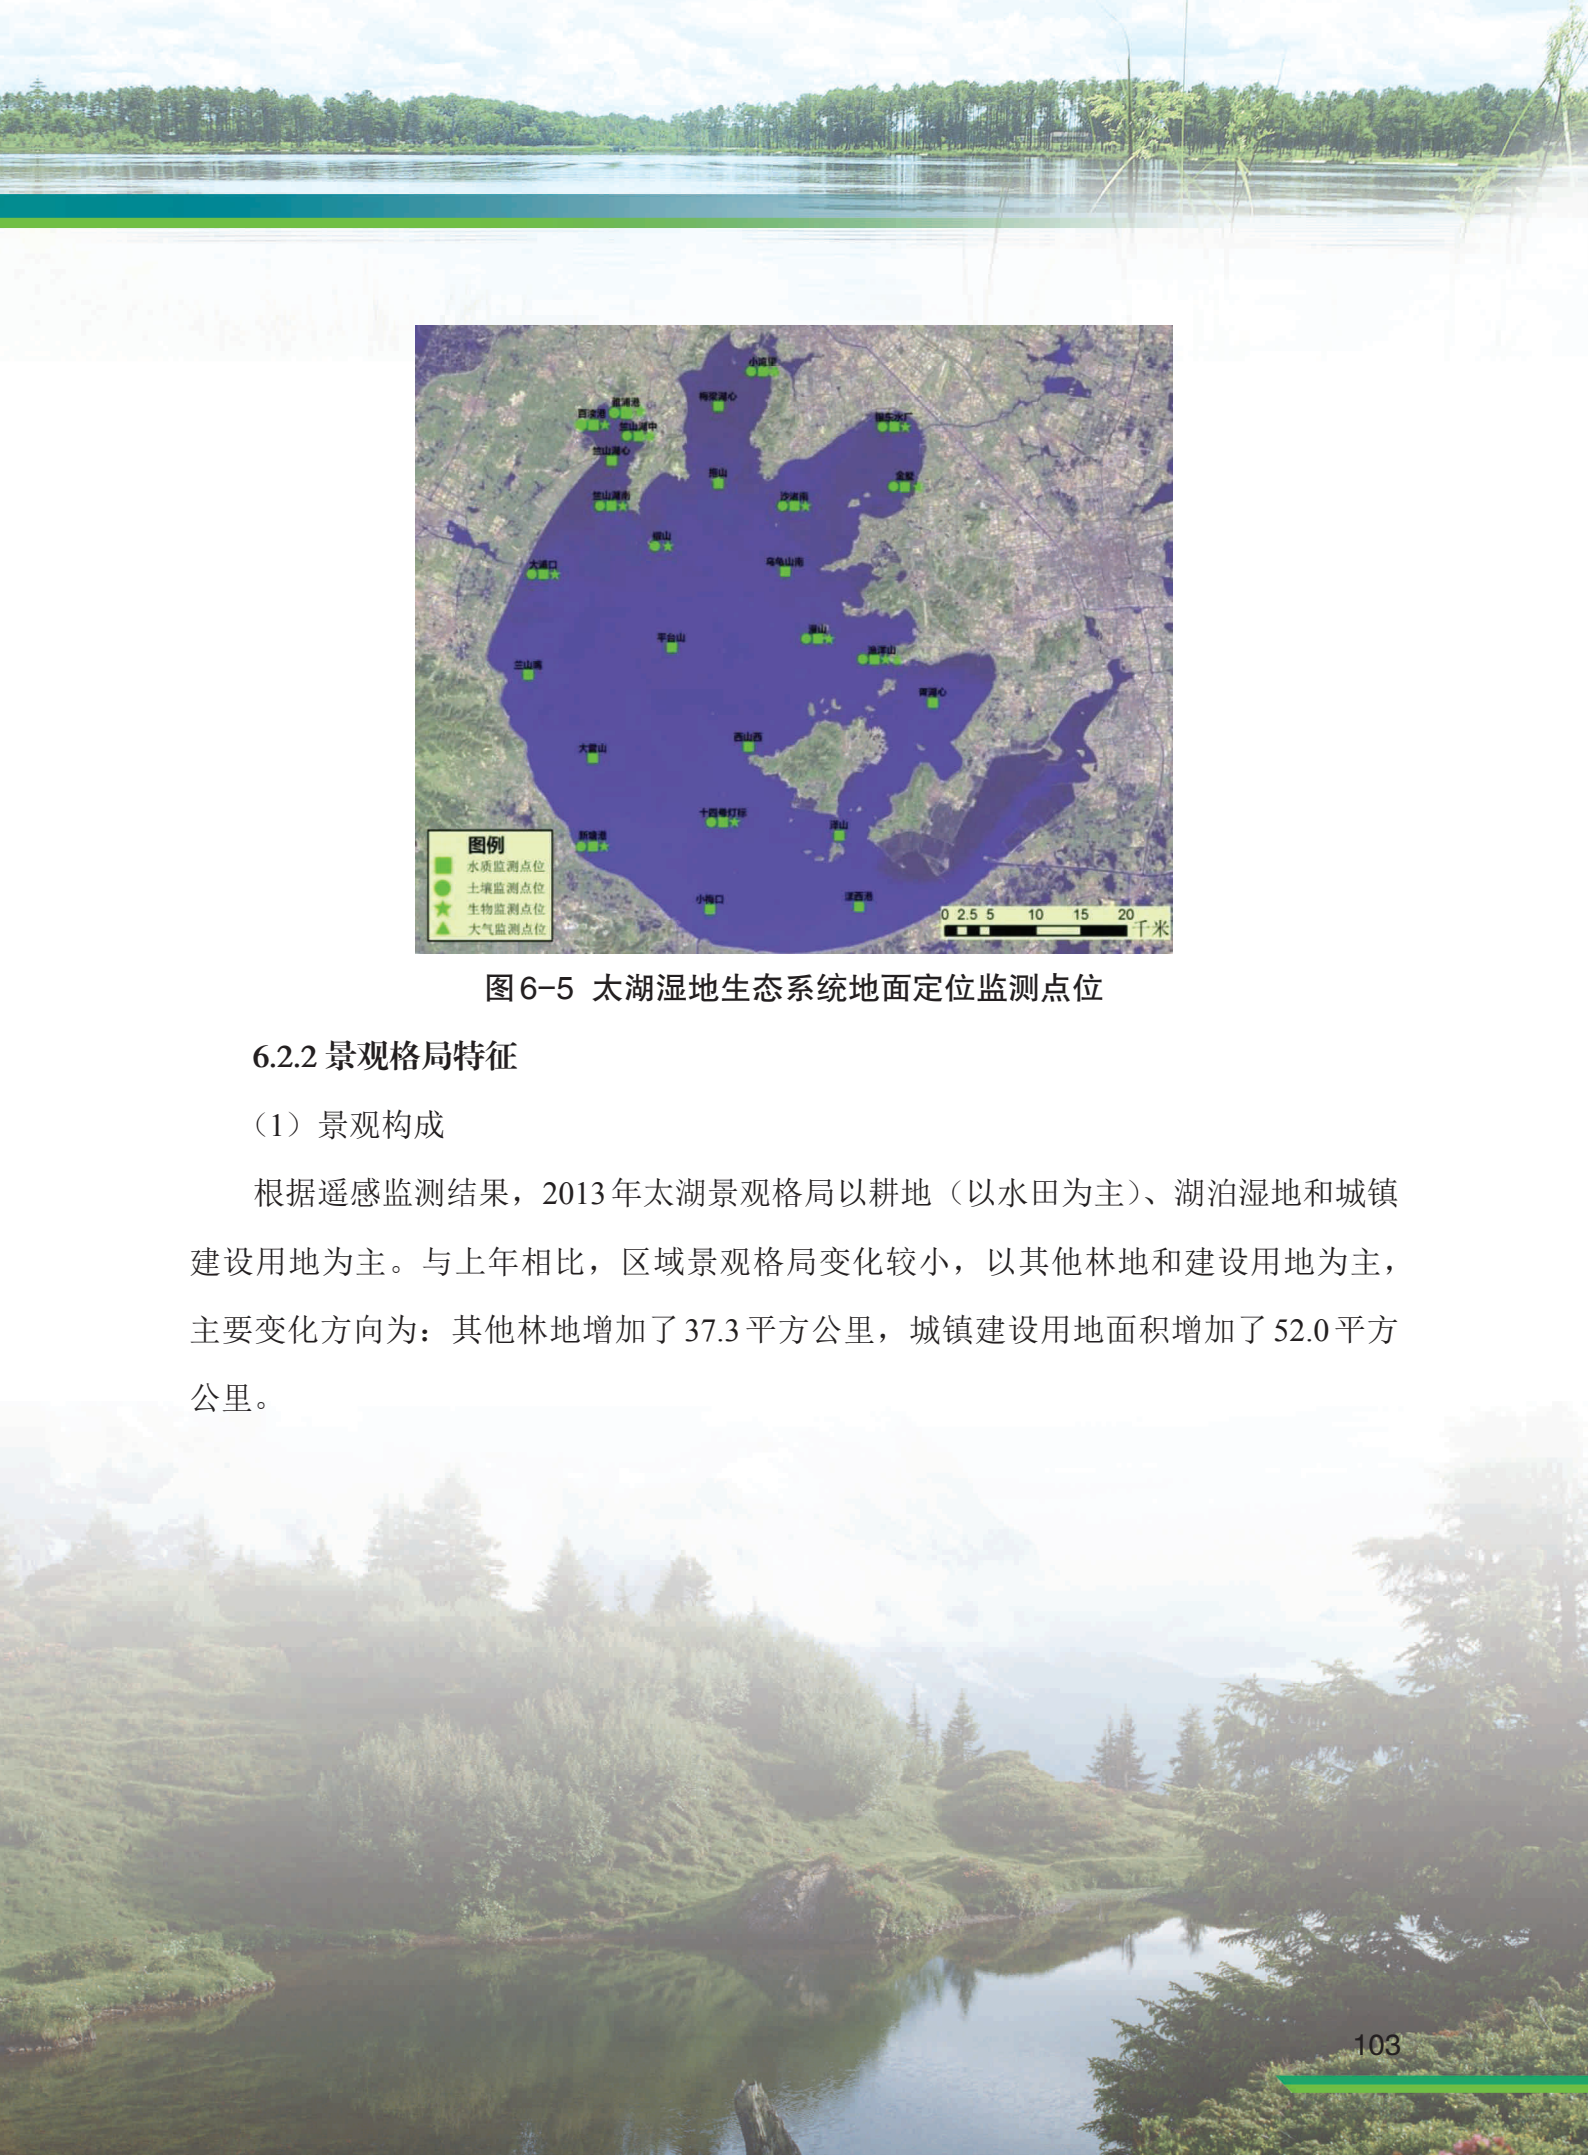 小湾里
梅梁湖心
百渎港
竺山湖中
竺山湖心
竺山湖南
锡东水厂
金墅
拖山
沙渚南
椒山
大浦口
乌龟山南
平台山
漫山
兰山嘴
胥湖心
西山西
大雷山
十四号灯标
泽山
新塘港
小梅口
漾西港
图例
水质监测点位
土壤监测点位
生物监测点位
大气监测点位
0 2.5 5 10 15 20
千米
图6-5 太湖湿地生态系统地面定位监测点位
6.2.2 景观格局特征
（1）景观构成
根据遥感监测结果，2013年太湖景观格局以耕地（以水田为主）、湖泊湿地和城镇
建设用地为主。与上年相比，区域景观格局变化较小，以其他林地和建设用地为主，
主要变化方向为：其他林地增加了37.3平方公里，城镇建设用地面积增加了52.0平方
公里。
103